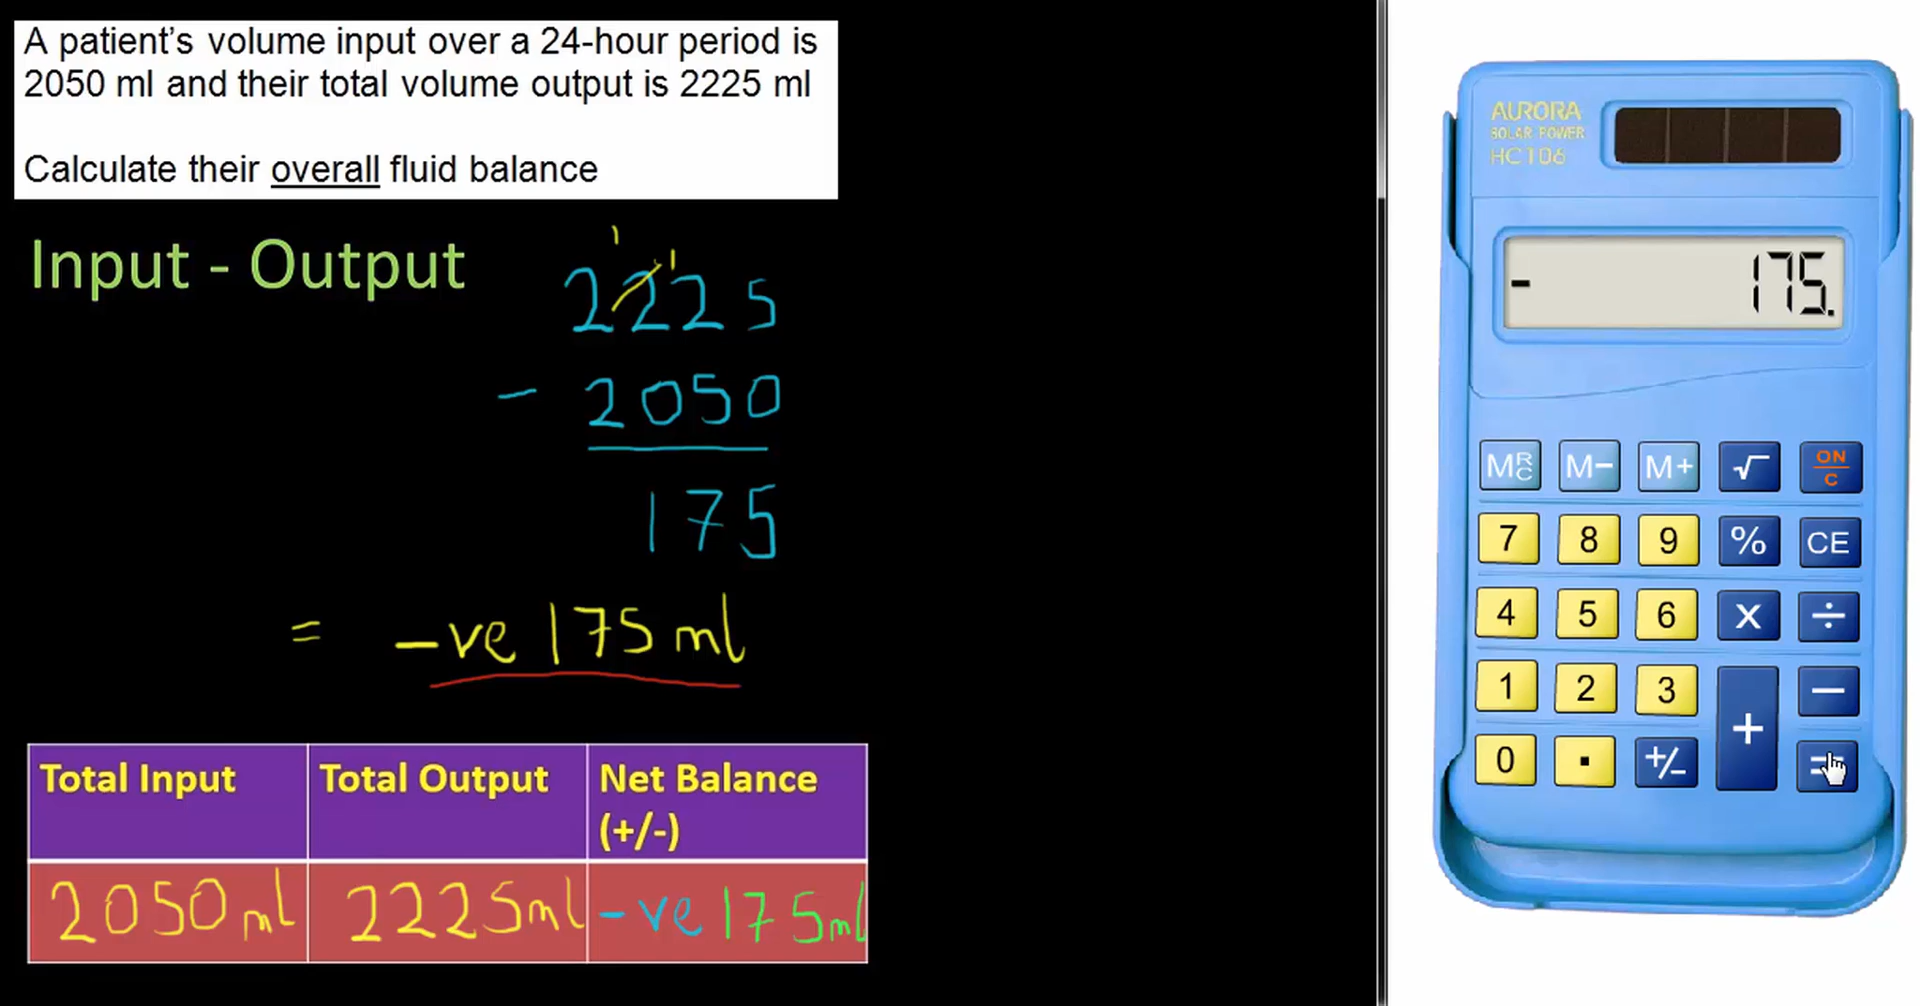 A patient's volume input over a 24-hour period is
2050 ml and their total volume output is 2225 ml
Calculate their overall fluid balance
Input - Output
1 1
2225
- 2050
175
= -ve 175 ml
Total Input Total Output Net Balance
(+/-)
2050 ml 2225 ml -ve 175 ml
AURORA
SOLAR POWER
HC106
- 175.
MRC M- M+ √ ON/C
7 8 9 % CE
4 5 6 X ÷
1 2 3 + −
0 . +/− =